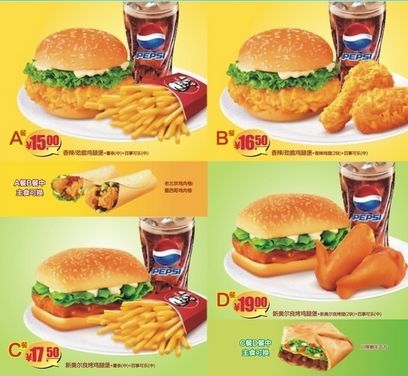 PEPSI
A餐
¥15.00
香辣/劲脆鸡腿堡+薯条(中)+百事可乐(中)
PEPSI
B餐
¥16.50
香辣/劲脆鸡腿堡+香辣鸡翅(2块)+百事可乐(中)
A餐B餐中
主食可换
老北京鸡肉卷/
墨西哥鸡肉卷
PEPSI
C餐
¥17.50
新奥尔良烤鸡腿堡+薯条(中)+百事可乐(中)
PEPSI
D餐
¥19.00
新奥尔良烤鸡腿堡+新奥尔良烤翅(2块)+百事可乐(中)
C餐D餐中
主食可换